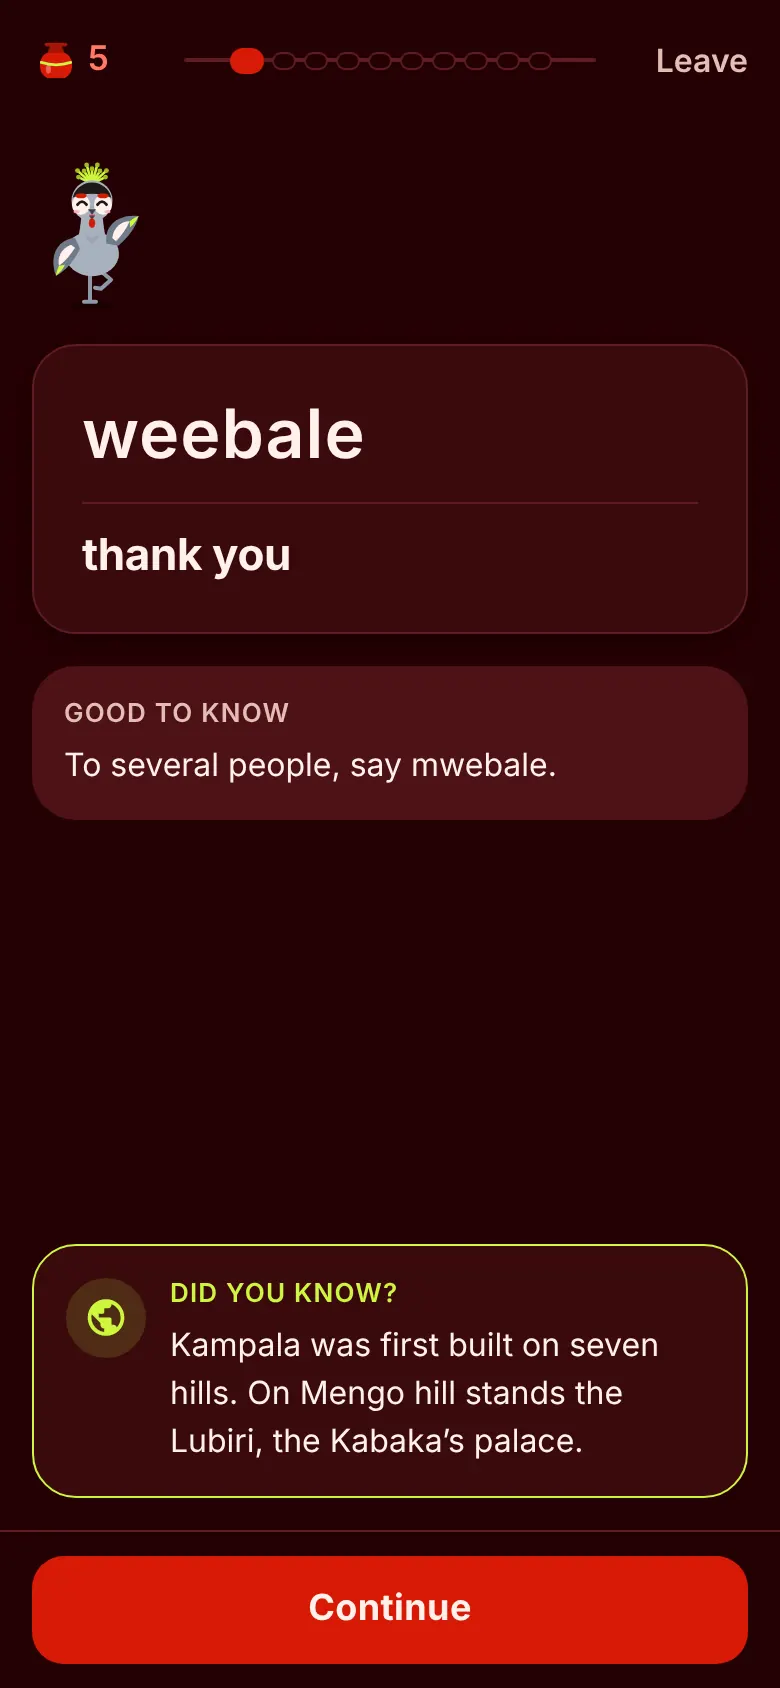 5
Leave
weebale
thank you
GOOD TO KNOW
To several people, say mwebale.
DID YOU KNOW?
Kampala was first built on seven
hills. On Mengo hill stands the
Lubiri, the Kabaka’s palace.
Continue